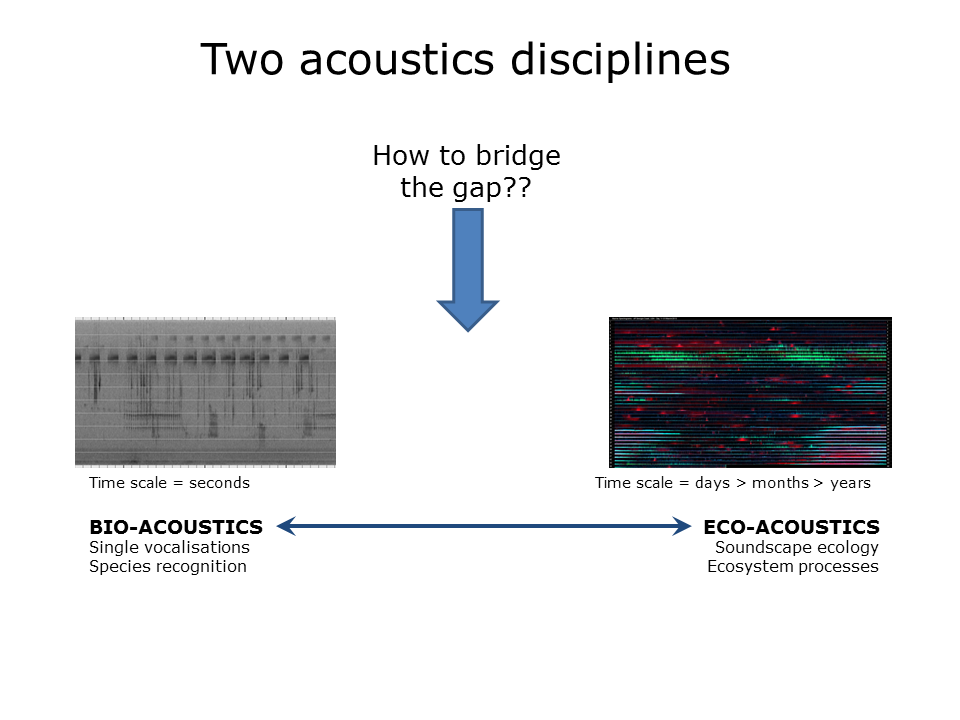 Two acoustics disciplines
How to bridge
the gap??
Time scale = seconds
Time scale = days > months > years
BIO-ACOUSTICS
Single vocalisations
Species recognition
ECO-ACOUSTICS
Soundscape ecology
Ecosystem processes